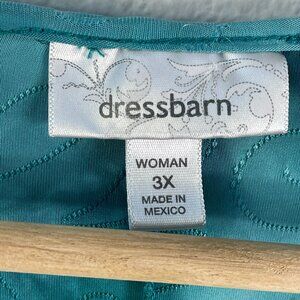 dressbarn
WOMAN
3X
MADE IN
MEXICO